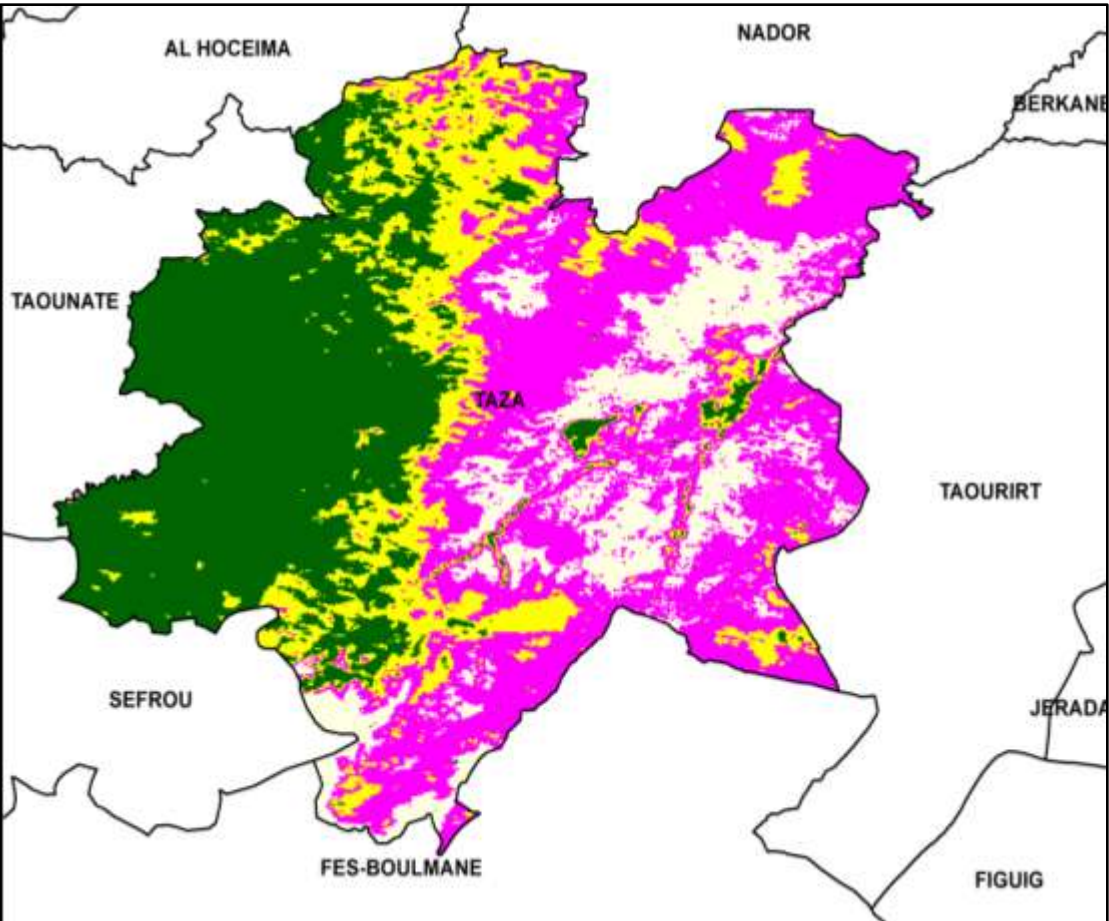 NADOR
AL HOCEIMA
BERKANE
TAOUNATE
TAZA
TAOURIRT
SEFROU
JERADA
FES-BOULMANE
FIGUIG